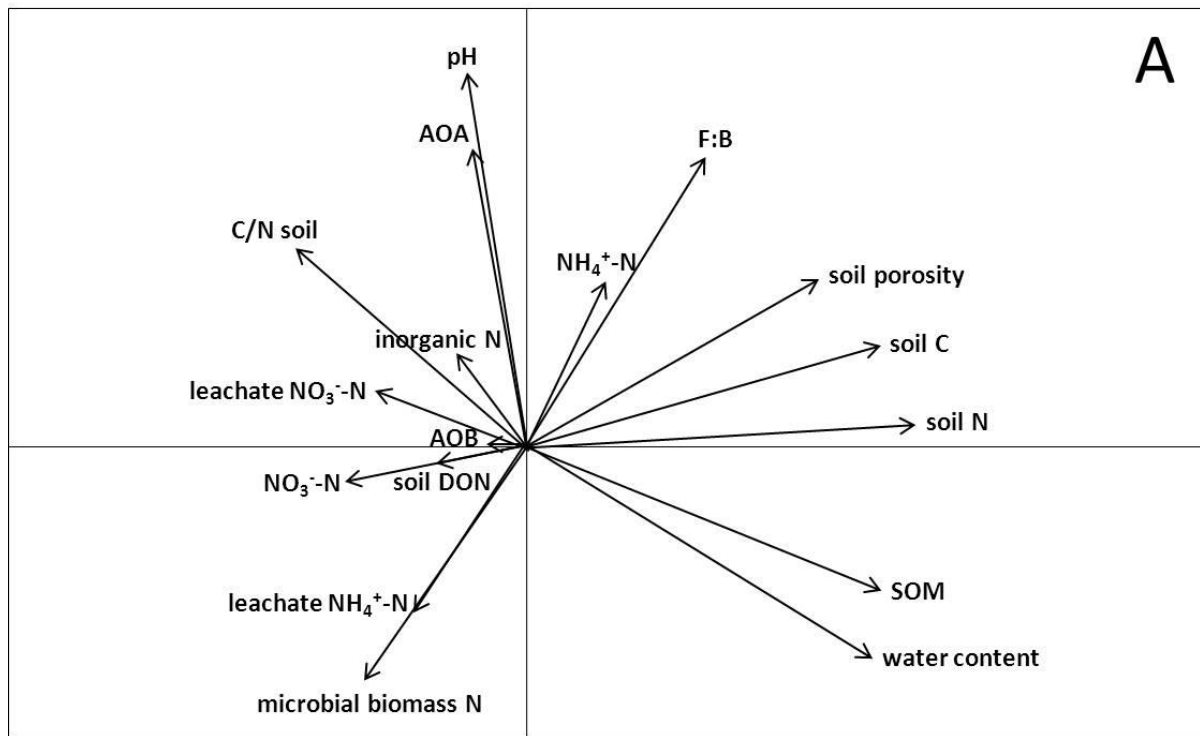 A
pH
AOA
F:B
C/N soil
NH₄⁺-N
soil porosity
inorganic N
soil C
leachate NO₃⁻-N
soil N
AOB
NO₃⁻-N
soil DON
leachate NH₄⁺-N
SOM
water content
microbial biomass N